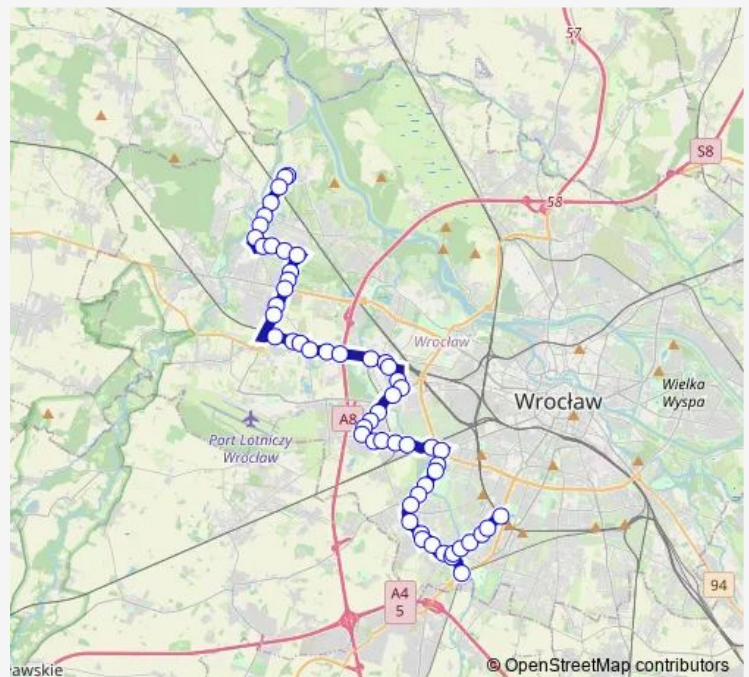 57
S8
58
Wrocław
Wrocław
Wielka
Wyspa
A8
Port Lotniczy
Wrocław
94
A4
5
awskie
© OpenStreetMap contributors